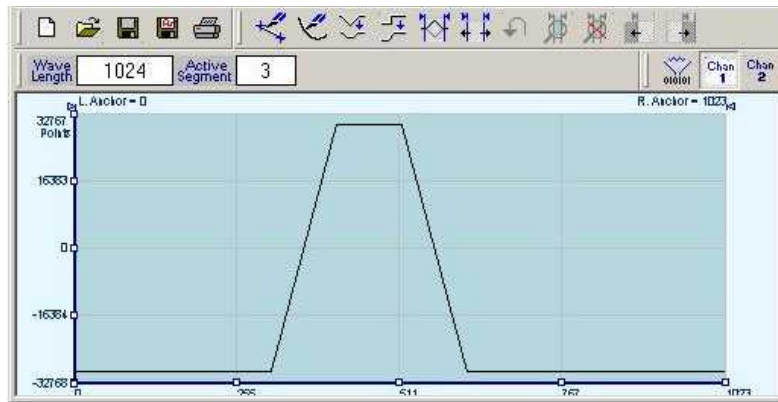 Wave Length 1024 Active Segment 3
010101
Chan 1
Chan 2
L. Anchor = 0
R. Anchor = 1023
32767
Points
16383
0
-16384
-32768
0 255 511 767 1023